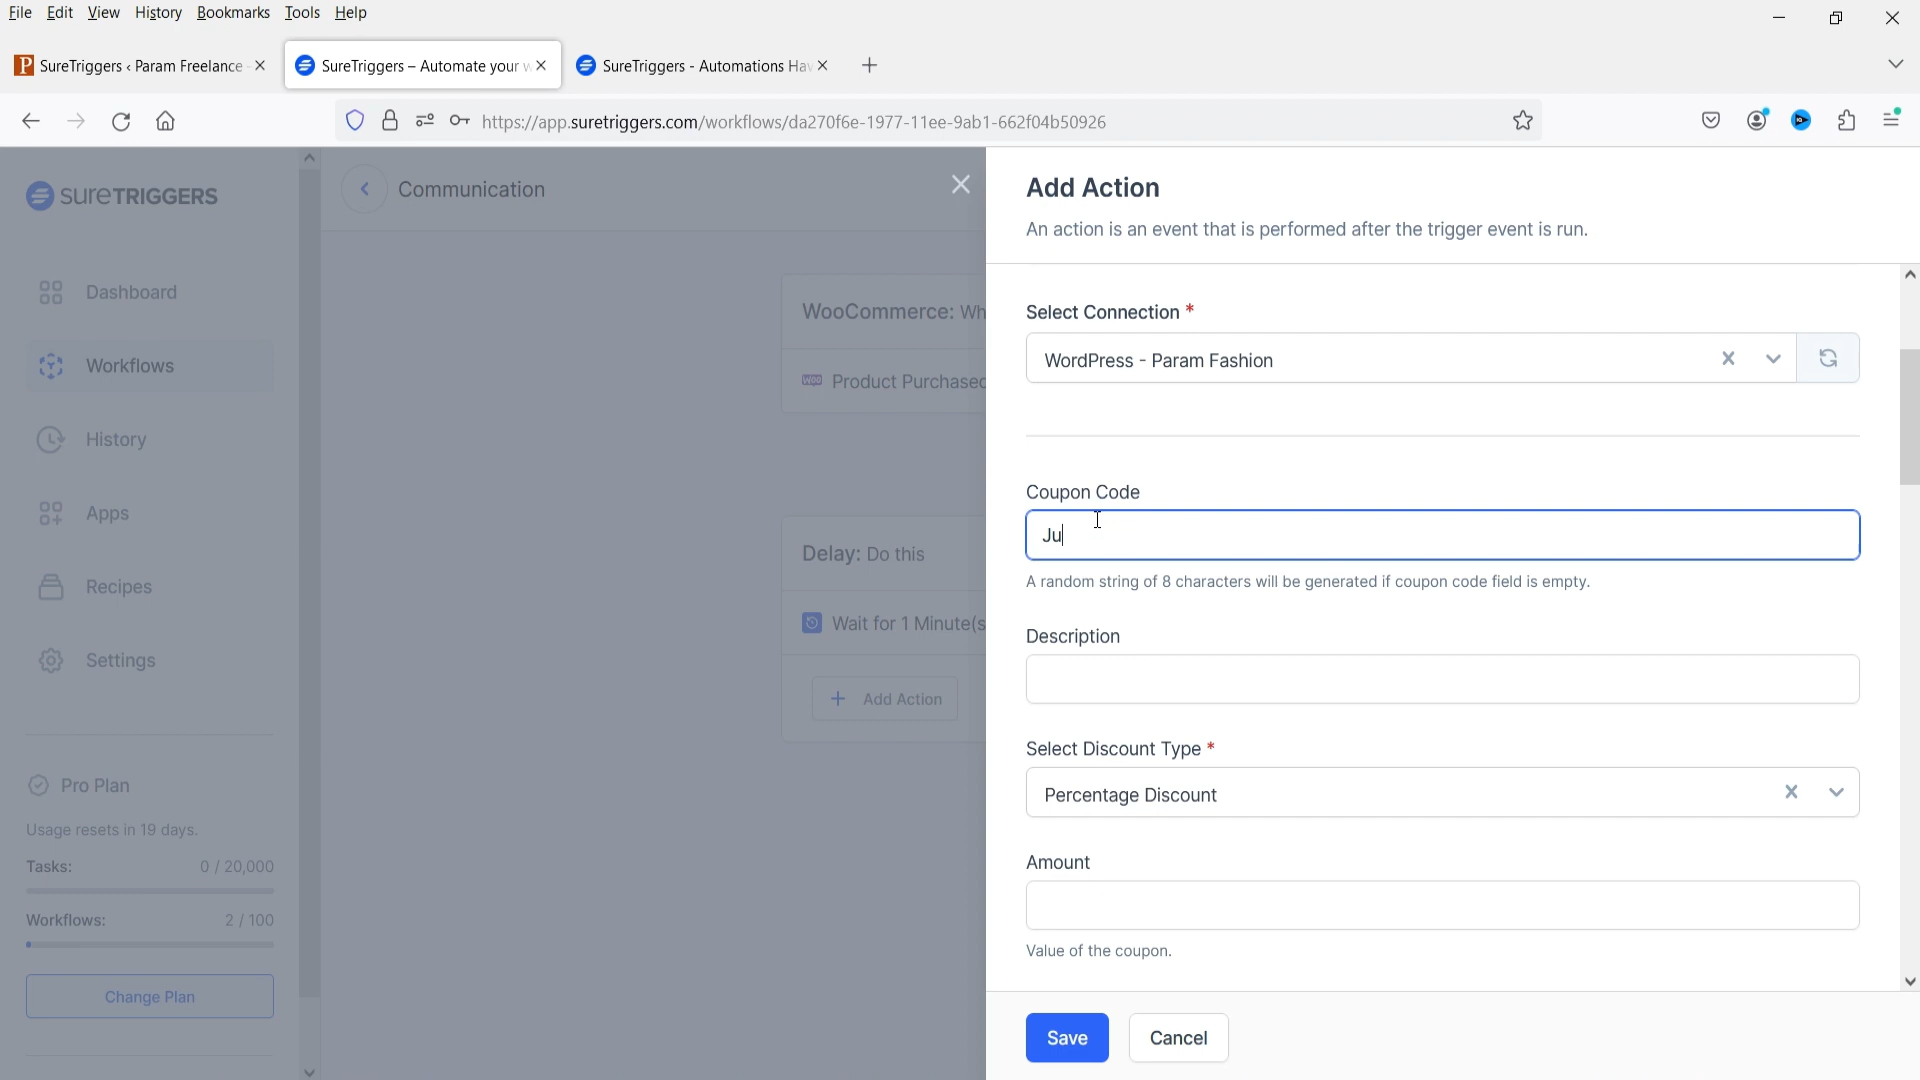 File Edit View History Bookmarks Tools Help
SureTriggers ‹ Param Freelance
SureTriggers – Automate your w
SureTriggers - Automations Hav
https://app.suretriggers.com/workflows/da270f6e-1977-11ee-9ab1-662f04b50926
SURETRIGGERS
Dashboard
Workflows
History
Apps
Recipes
Settings
Pro Plan
Usage resets in 19 days.
Tasks: 0 / 20,000
Workflows: 2 / 100
Change Plan
Communication
WooCommerce: Wh
woo Product Purchased
Delay: Do this
Wait for 1 Minute(s
+ Add Action
Add Action
An action is an event that is performed after the trigger event is run.
Select Connection *
WordPress - Param Fashion
Coupon Code
Ju
A random string of 8 characters will be generated if coupon code field is empty.
Description
Select Discount Type *
Percentage Discount
Amount
Value of the coupon.
Save Cancel